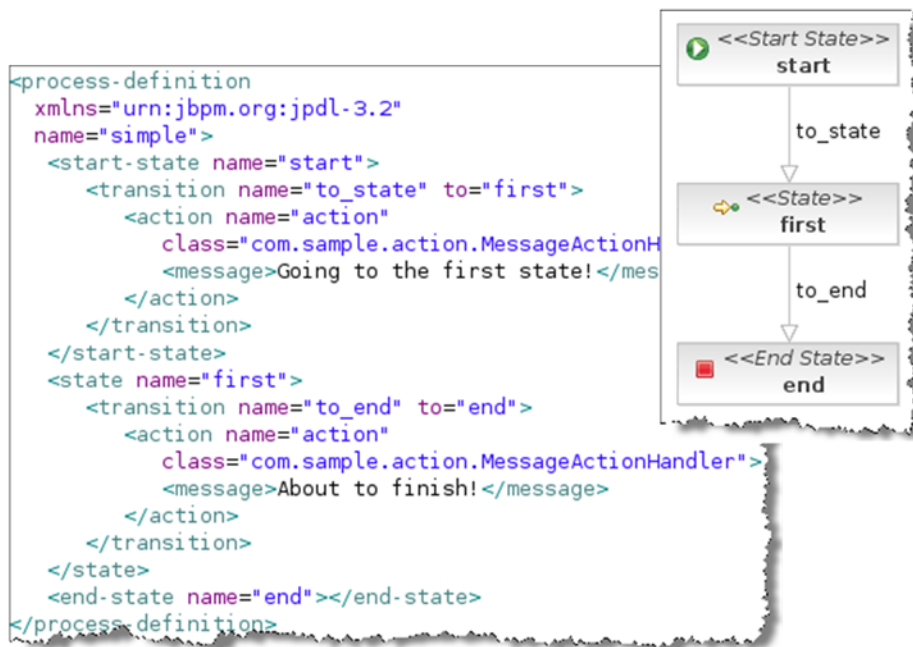 <process-definition
xmlns="urn:jbpm.org:jpdl-3.2"
name="simple">
<start-state name="start">
<transition name="to_state" to="first">
<action name="action"
class="com.sample.action.MessageActionH
<message>Going to the first state!</mes
</action>
</transition>
</start-state>
<state name="first">
<transition name="to_end" to="end">
<action name="action"
class="com.sample.action.MessageActionHandler">
<message>About to finish!</message>
</action>
</transition>
</state>
<end-state name="end"></end-state>
</process-definition>
<<Start State>>
start
to_state
<<State>>
first
to_end
<<End State>>
end